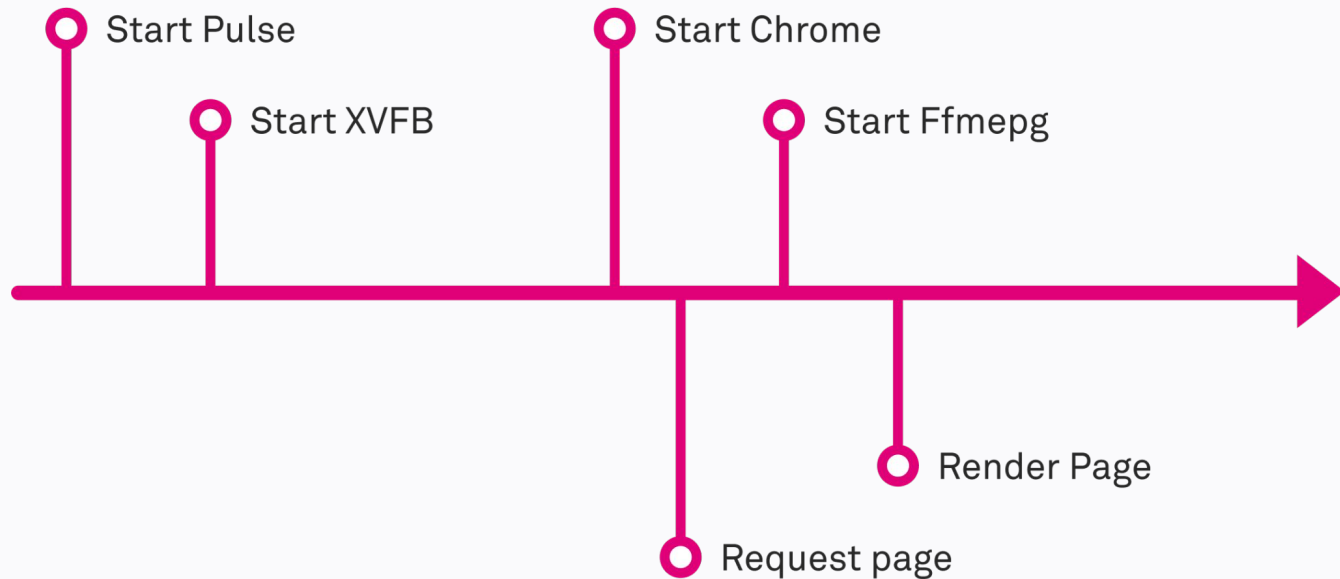 Start Pulse
Start Chrome
Start XVFB
Start Ffmepg
Render Page
Request page